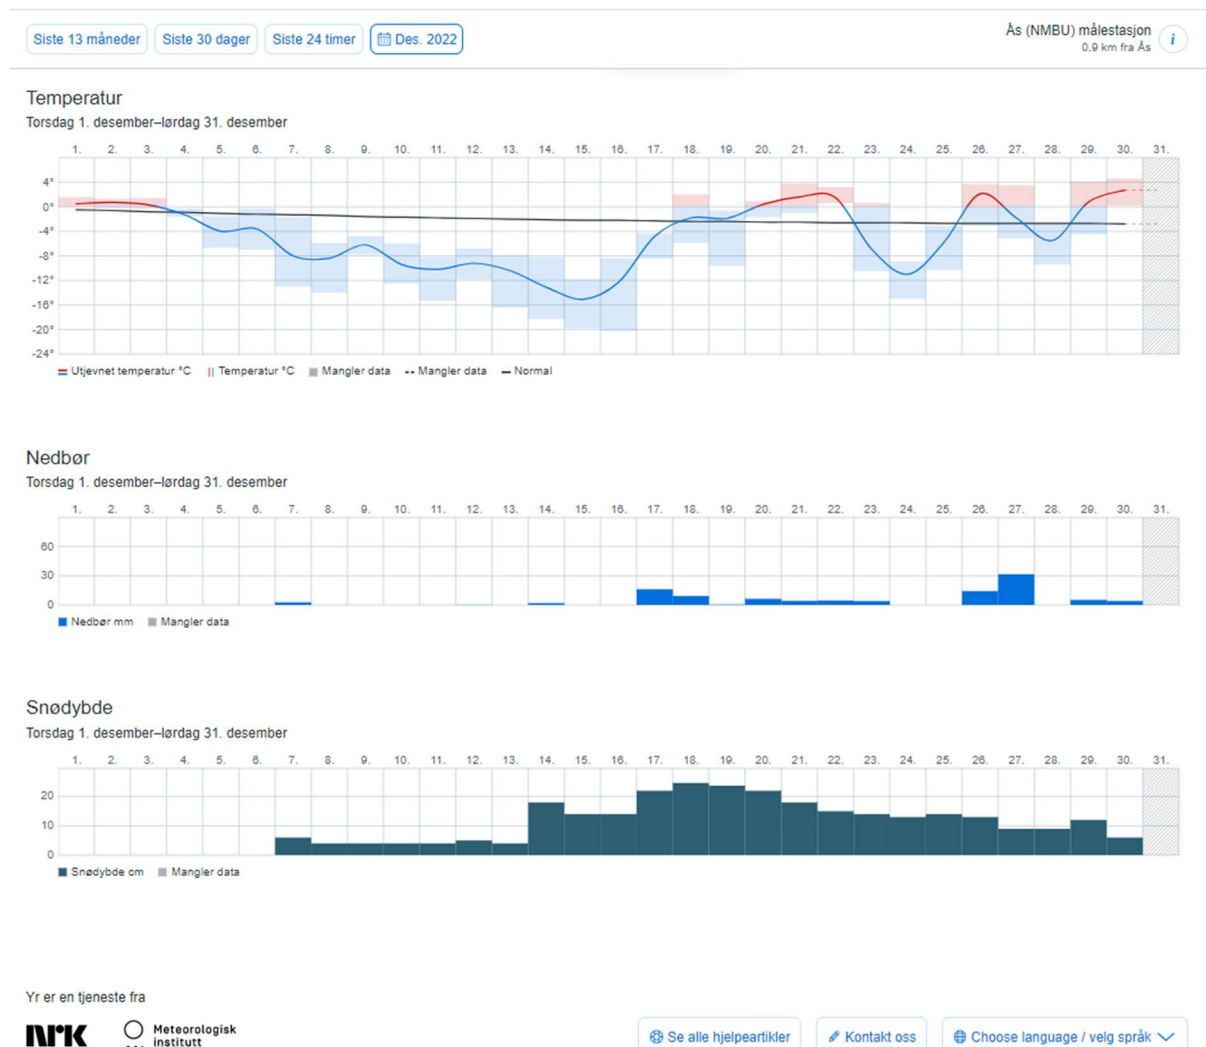 Siste 13 måneder Siste 30 dager Siste 24 timer Des. 2022
Ås (NMBU) målestasjon
0,9 km fra Ås
i
Temperatur
Torsdag 1. desember–lørdag 31. desember
1. 2. 3. 4. 5. 6. 7. 8. 9. 10. 11. 12. 13. 14. 15. 16. 17. 18. 19. 20. 21. 22. 23. 24. 25. 26. 27. 28. 29. 30. 31.
4°
0°
-4°
-8°
-12°
-16°
-20°
-24°
Utjevnet temperatur °C Temperatur °C Mangler data Mangler data Normal
Nedbør
Torsdag 1. desember–lørdag 31. desember
1. 2. 3. 4. 5. 6. 7. 8. 9. 10. 11. 12. 13. 14. 15. 16. 17. 18. 19. 20. 21. 22. 23. 24. 25. 26. 27. 28. 29. 30. 31.
60
30
0
Nedbør mm Mangler data
Snødybde
Torsdag 1. desember–lørdag 31. desember
1. 2. 3. 4. 5. 6. 7. 8. 9. 10. 11. 12. 13. 14. 15. 16. 17. 18. 19. 20. 21. 22. 23. 24. 25. 26. 27. 28. 29. 30. 31.
20
10
0
Snødybde cm Mangler data
Yr er en tjeneste fra
NRK
Meteorologisk
institutt
Se alle hjelpeartikler Kontakt oss Choose language / velg språk